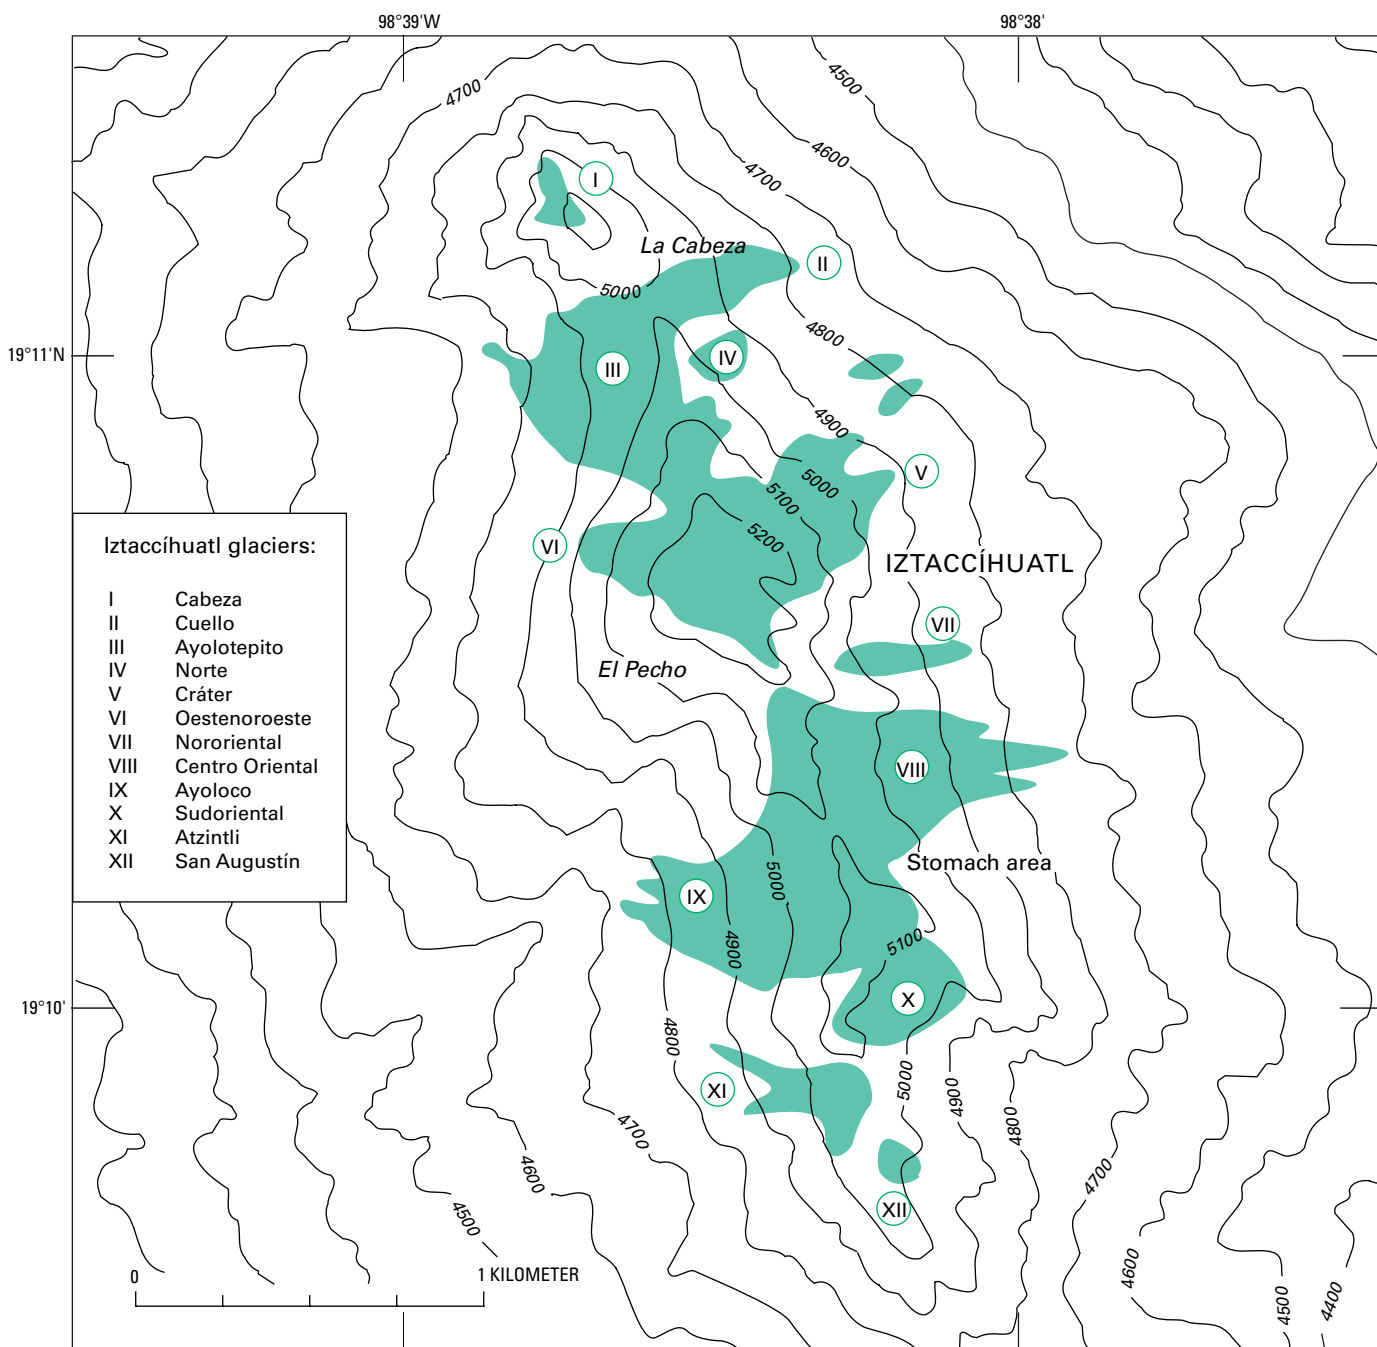 98°39'W
98°38'
4700
4500
4600
4700
I
La Cabeza
II
5000
4800
19°11'N
III
IV
4900
V
5000
5100
5200
VI
IZTACCÍHUATL
Iztaccíhuatl glaciers:
I Cabeza
II Cuello
III Ayolotepito
IV Norte
V Cráter
VI Oestenoroeste
VII Nororiental
VIII Centro Oriental
IX Ayoloco
X Sudoriental
XI Atzintli
XII San Augustín
VII
El Pecho
VIII
Stomach area
5000
IX
4900
5100
X
19°10'
4800
5000
4900
4800
XI
4700
4600
4700
4500
XII
4600
4500
4400
0 1 KILOMETER